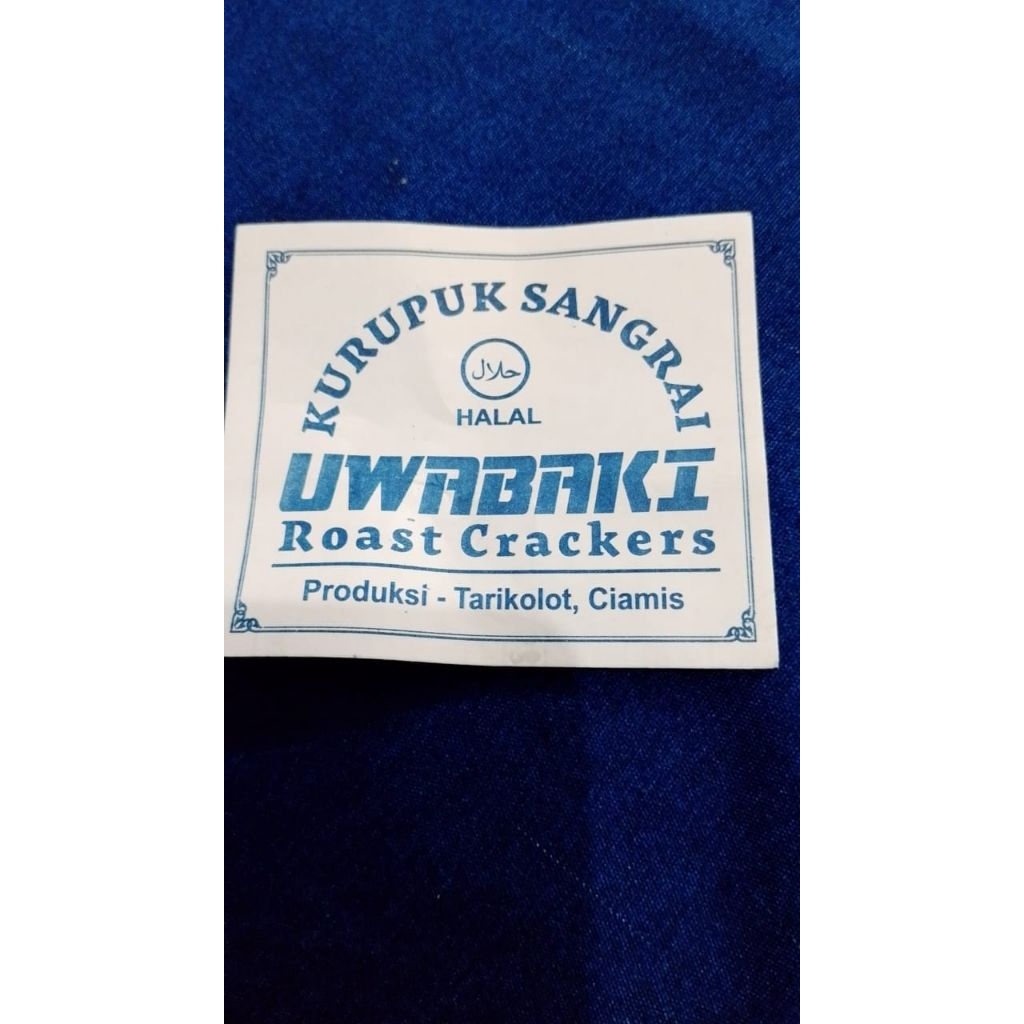 KURUPUK SANGRAI
حلال
HALAL
UWABAKI
Roast Crackers
Produksi - Tarikolot, Ciamis